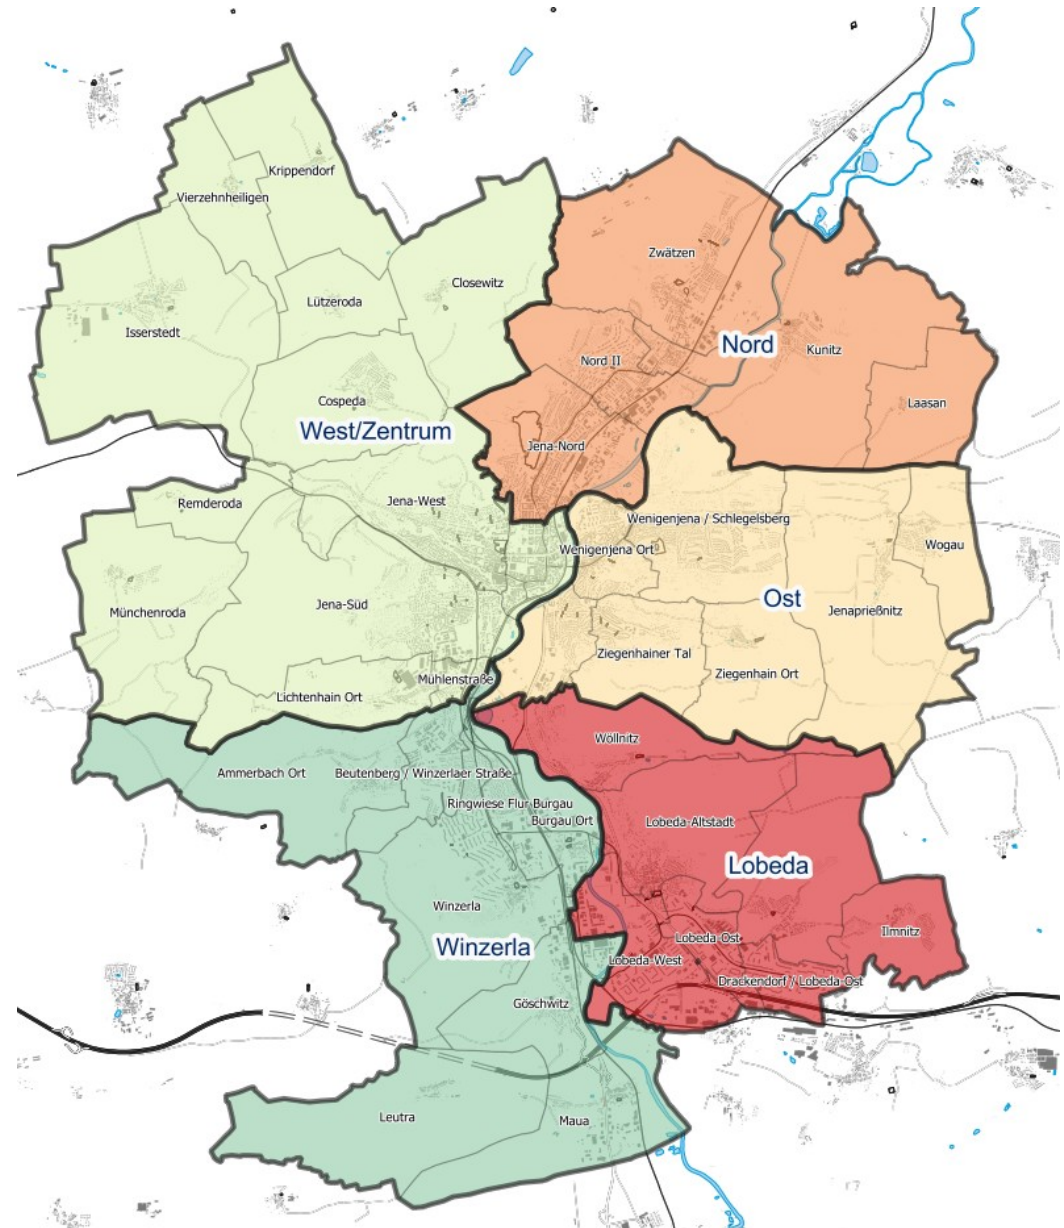 Krippendorf
Vierzehnheiligen
Zwätzen
Closewitz
Lützeroda
Isserstedt
Nord
Kunitz
Nord II
Cospeda
Laasan
West/Zentrum
Jena-Nord
Jena-West
Remderoda
Wenigenjena / Schlegelsberg
Wogau
Wenigenjena Ort
Ost
Jena-Süd
Münchenroda
Jenaprießnitz
Ziegenhainer Tal
Ziegenhain Ort
Mühlenstraße
Lichtenhain Ort
Wöllnitz
Ammerbach Ort
Beutenberg / Winzerlaer Straße
Ringwiese Flur Burgau
Burgau Ort
Lobeda-Altstadt
Lobeda
Winzerla
Ilmnitz
Lobeda-Ost
Winzerla
Lobeda-West
Drackendorf / Lobeda-Ost
Göschwitz
Leutra
Maua